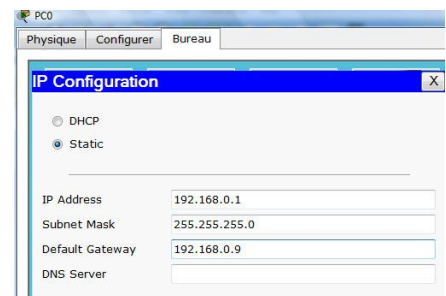 PC0
Physique Configurer Bureau
IP Configuration X
DHCP
Static
IP Address 192.168.0.1
Subnet Mask 255.255.255.0
Default Gateway 192.168.0.9
DNS Server